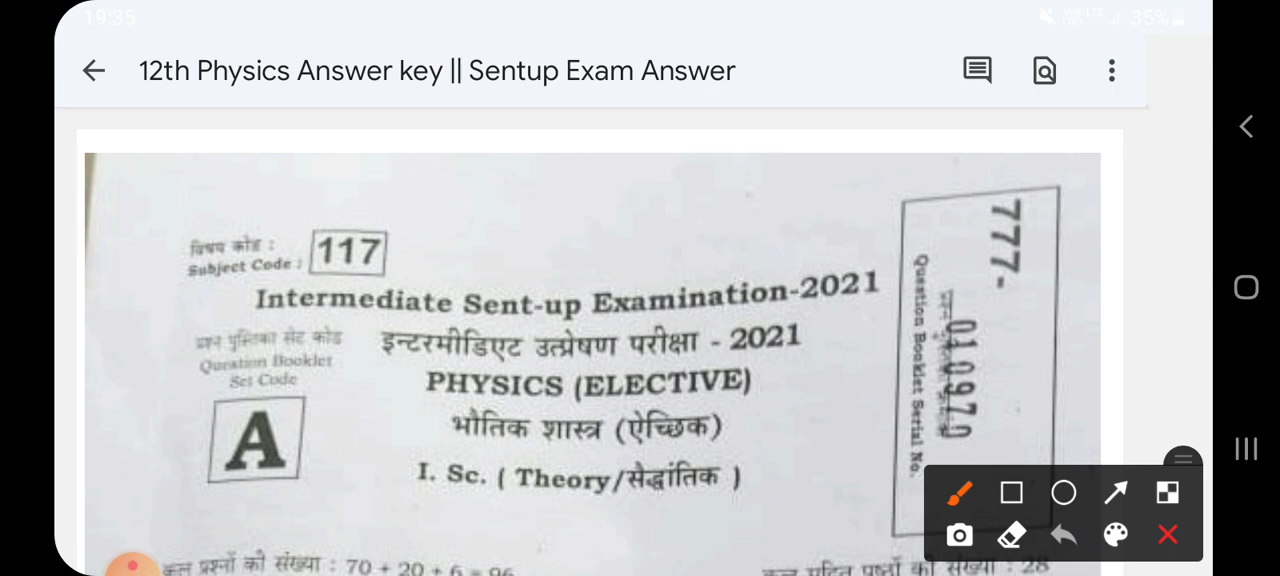 19:35
VoLTE LTE 35%
12th Physics Answer key || Sentup Exam Answer
विषय कोड :
Subject Code : 117
Intermediate Sent-up Examination-2021
प्रश्न पुस्तिका सेट कोड
इन्टरमीडिएट उत्प्रेषण परीक्षा - 2021
Question Booklet
Set Code
PHYSICS (ELECTIVE)
A
भौतिक शास्त्र (ऐच्छिक)
I. Sc. ( Theory/सैद्धांतिक )
777-
010970
Question Booklet Serial No.
कुल प्रश्नों की संख्या : 70 + 20 + 6 = 96
कुल मुद्रित पृष्ठों की संख्या : 28